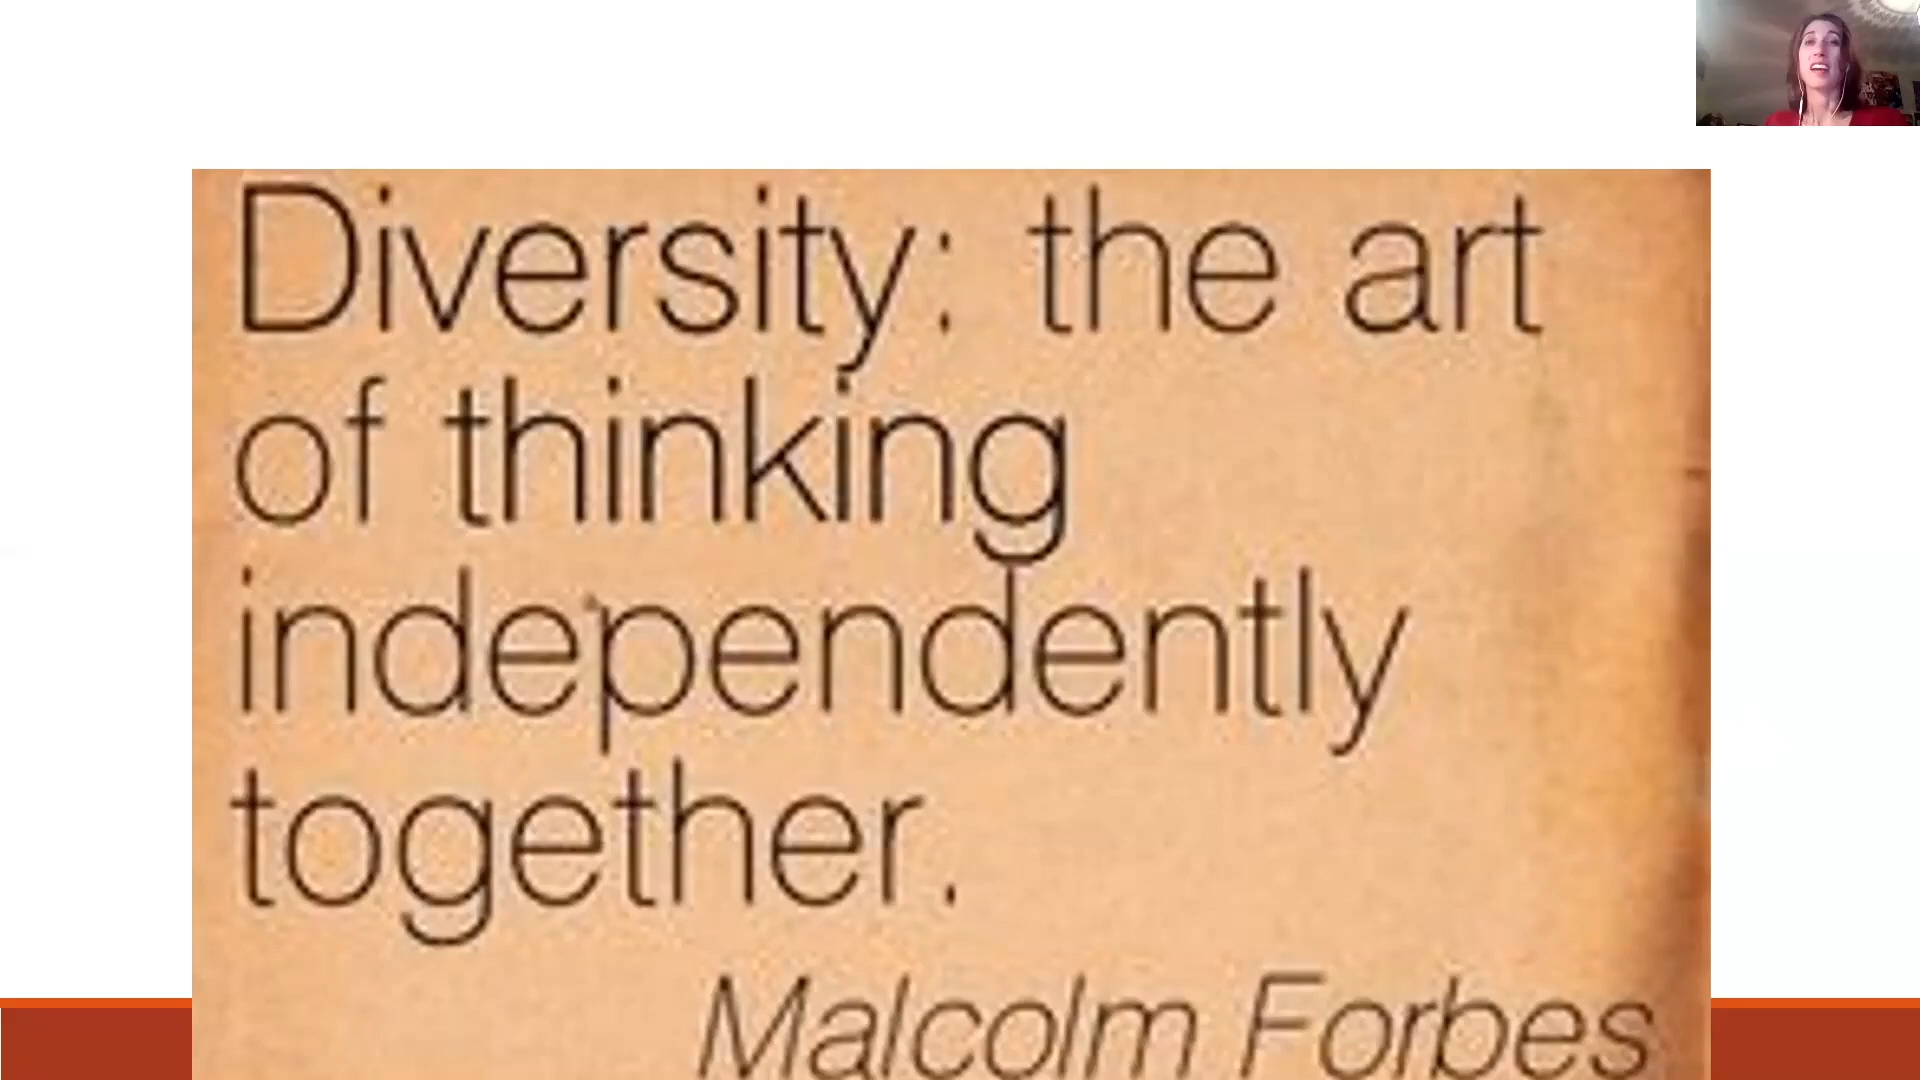 Diversity: the art
of thinking
independently
together.
Malcolm Forbes